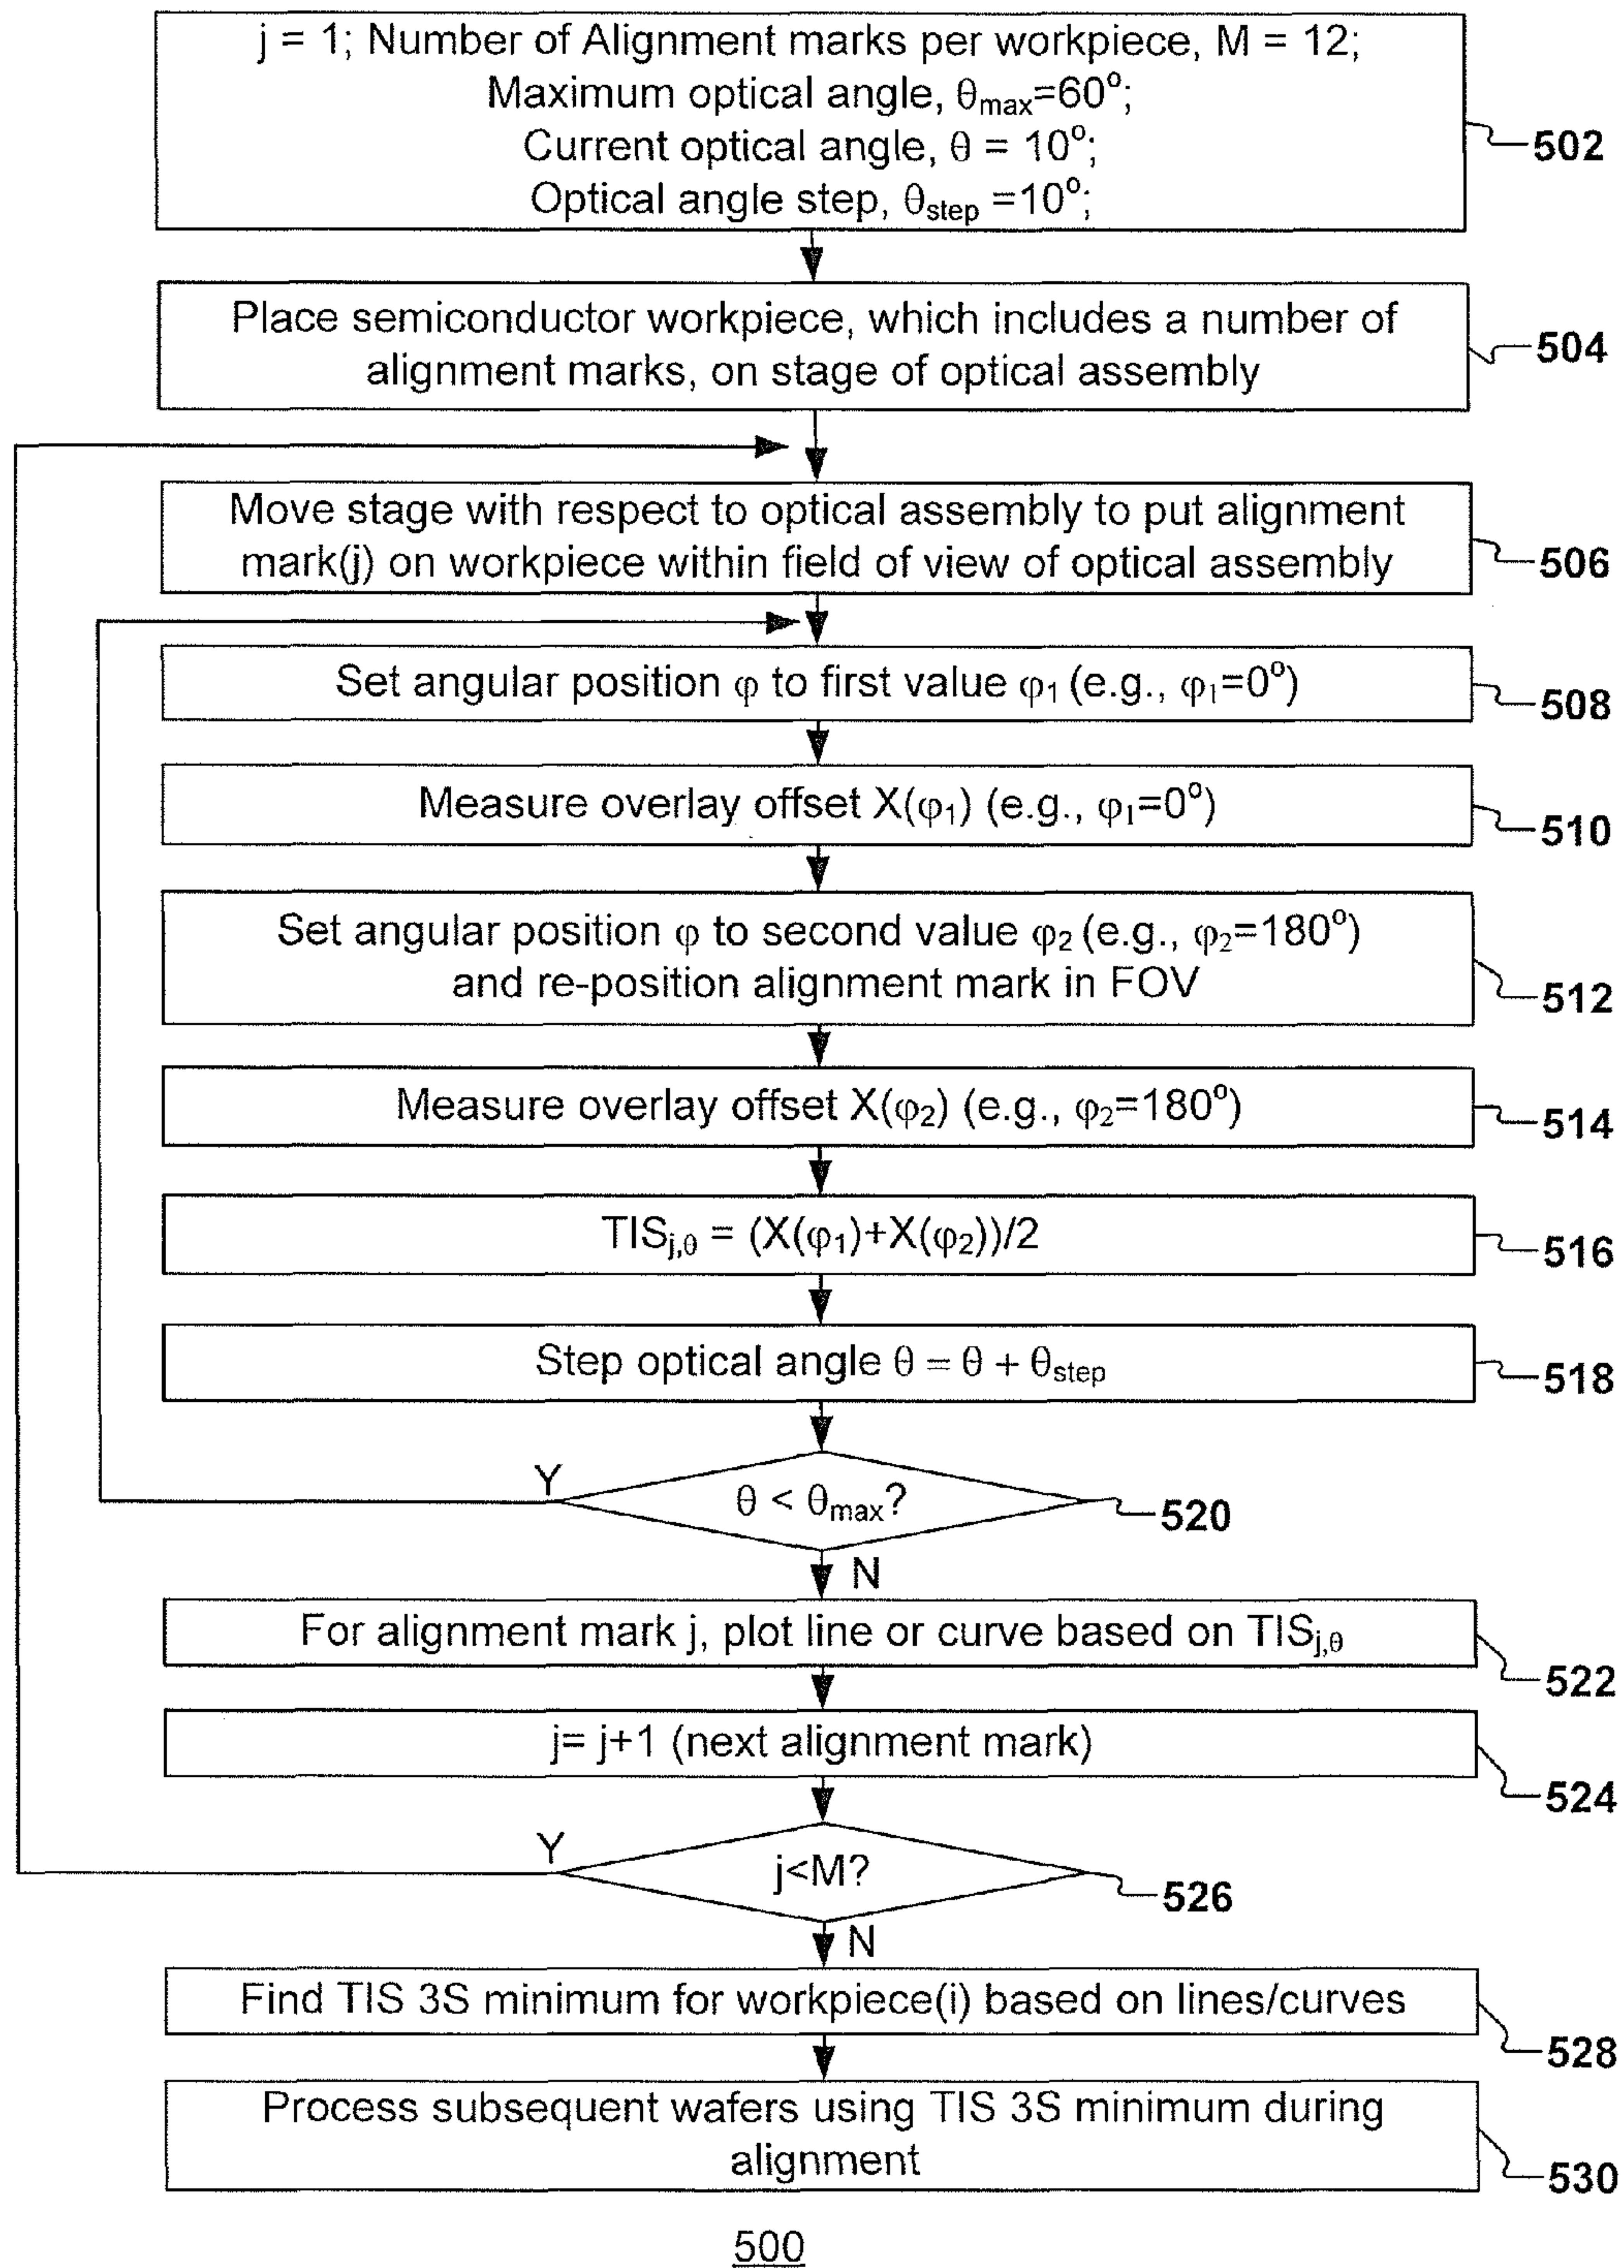 j = 1; Number of Alignment marks per workpiece, M = 12;
Maximum optical angle, θmax=60º;
Current optical angle, θ = 10º;
Optical angle step, θstep =10º;
502
Place semiconductor workpiece, which includes a number of
alignment marks, on stage of optical assembly
504
Move stage with respect to optical assembly to put alignment
mark(j) on workpiece within field of view of optical assembly
506
Set angular position φ to first value φ1 (e.g., φ1=0º)
508
Measure overlay offset X(φ1) (e.g., φ1=0º)
510
Set angular position φ to second value φ2 (e.g., φ2=180º)
and re-position alignment mark in FOV
512
Measure overlay offset X(φ2) (e.g., φ2=180º)
514
TISj,θ = (X(φ1)+X(φ2))/2
516
Step optical angle θ = θ + θstep
518
Y
θ < θmax?
520
N
For alignment mark j, plot line or curve based on TISj,θ
522
j= j+1 (next alignment mark)
524
Y
j<M?
526
N
Find TIS 3S minimum for workpiece(i) based on lines/curves
528
Process subsequent wafers using TIS 3S minimum during
alignment
530
500